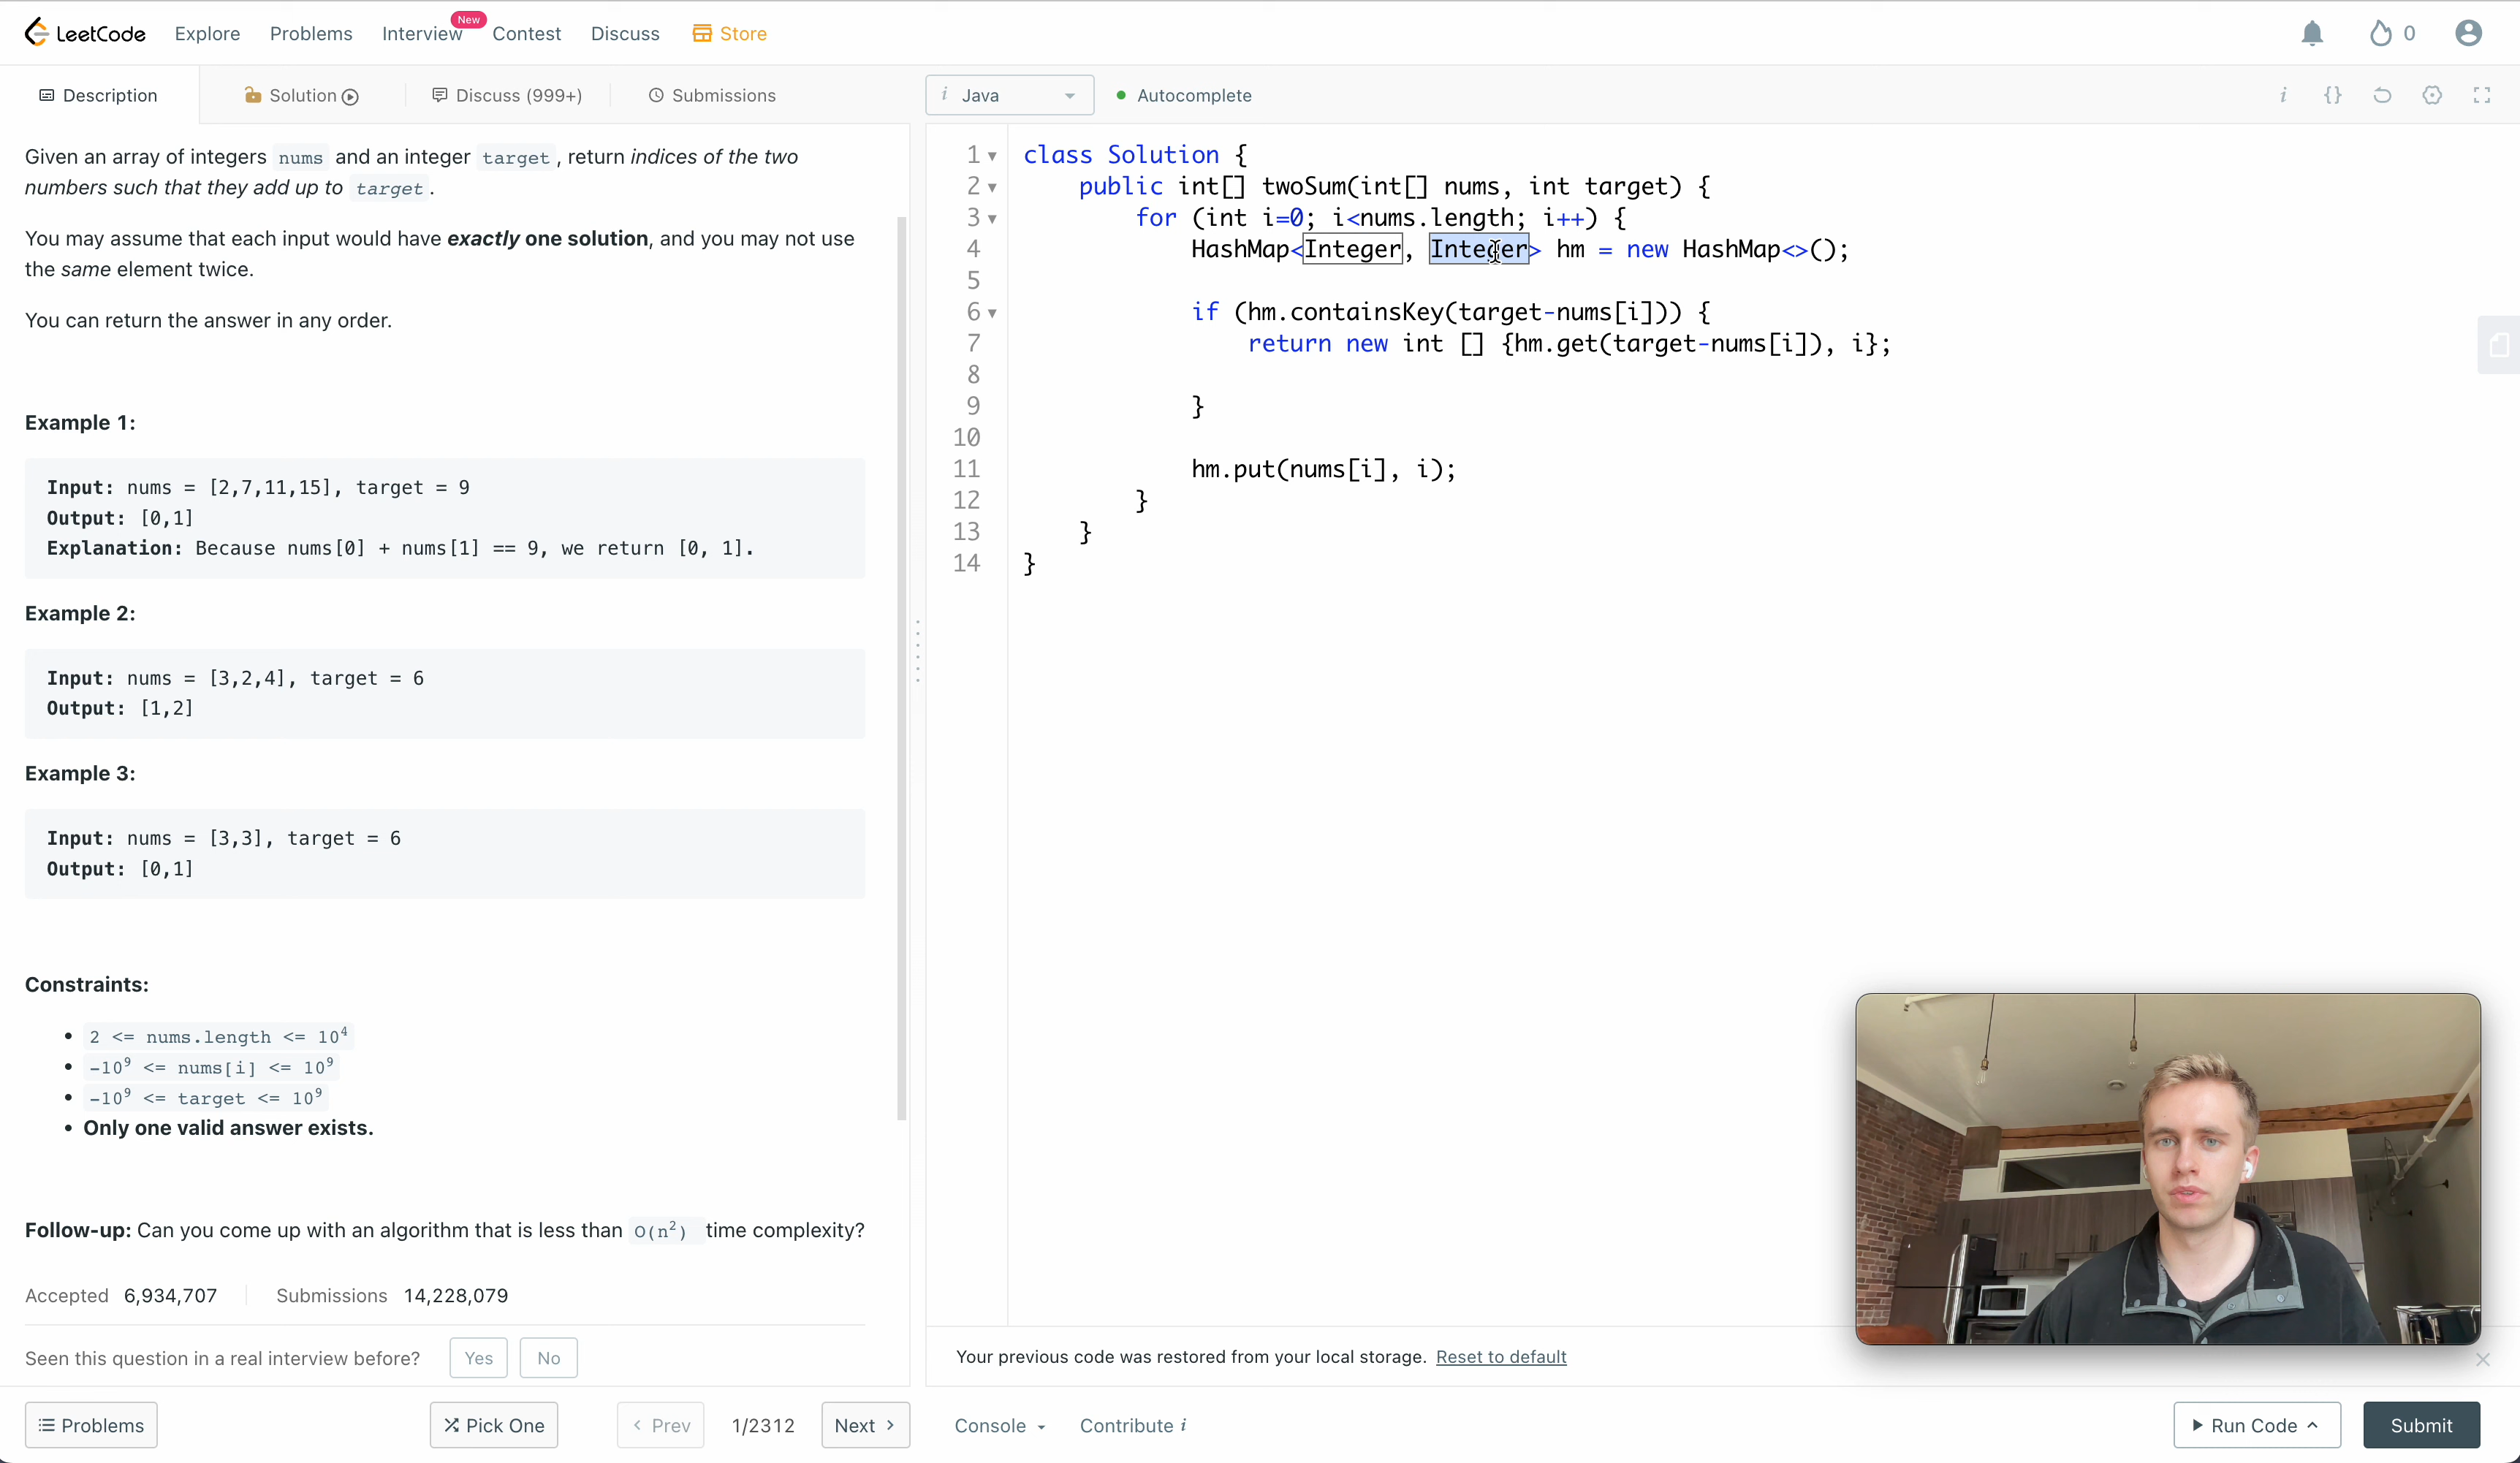 LeetCode
Explore
Problems
Interview
New
Contest
Discuss
Store
0
Description
Solution
Discuss (999+)
Submissions
i Java
Autocomplete
i
{}
Given an array of integers nums and an integer target, return indices of the two
numbers such that they add up to target.
You may assume that each input would have exactly one solution, and you may not use
the same element twice.
You can return the answer in any order.
Example 1:
Input: nums = [2,7,11,15], target = 9
Output: [0,1]
Explanation: Because nums[0] + nums[1] == 9, we return [0, 1].
Example 2:
Input: nums = [3,2,4], target = 6
Output: [1,2]
Example 3:
Input: nums = [3,3], target = 6
Output: [0,1]
Constraints:
• 2 <= nums.length <= 10⁴
• -10⁹ <= nums[i] <= 10⁹
• -10⁹ <= target <= 10⁹
• Only one valid answer exists.
Follow-up: Can you come up with an algorithm that is less than O(n²) time complexity?
Accepted 6,934,707
Submissions 14,228,079
Seen this question in a real interview before?
Yes
No
Problems
Pick One
< Prev
1/2312
Next >
1 class Solution {
2 public int[] twoSum(int[] nums, int target) {
3 for (int i=0; i<nums.length; i++) {
4 HashMap<Integer, Integer> hm = new HashMap<>();
5
6 if (hm.containsKey(target-nums[i])) {
7 return new int [] {hm.get(target-nums[i]), i};
8
9 }
10
11 hm.put(nums[i], i);
12 }
13 }
14 }
Your previous code was restored from your local storage. Reset to default
Console
Contribute i
Run Code
Submit